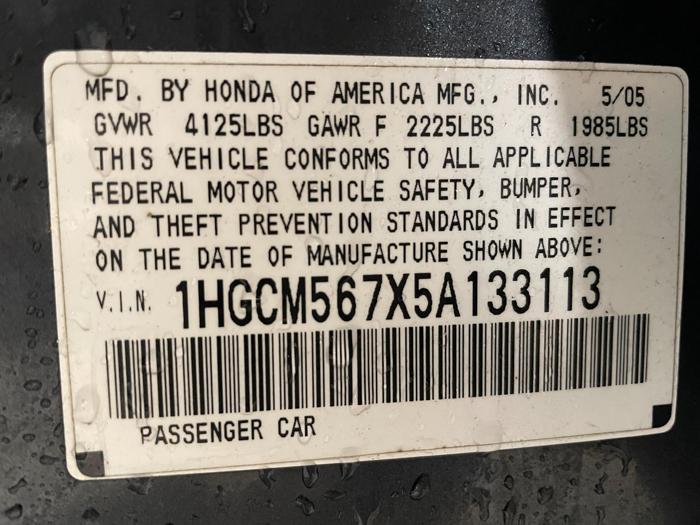 MFD. BY HONDA OF AMERICA MFG., INC. 5/05
GVWR 4125LBS GAWR F 2225LBS R 1985LBS
THIS VEHICLE CONFORMS TO ALL APPLICABLE
FEDERAL MOTOR VEHICLE SAFETY, BUMPER,
AND THEFT PREVENTION STANDARDS IN EFFECT
ON THE DATE OF MANUFACTURE SHOWN ABOVE:
V.I.N. 1HGCM567X5A133113
PASSENGER CAR